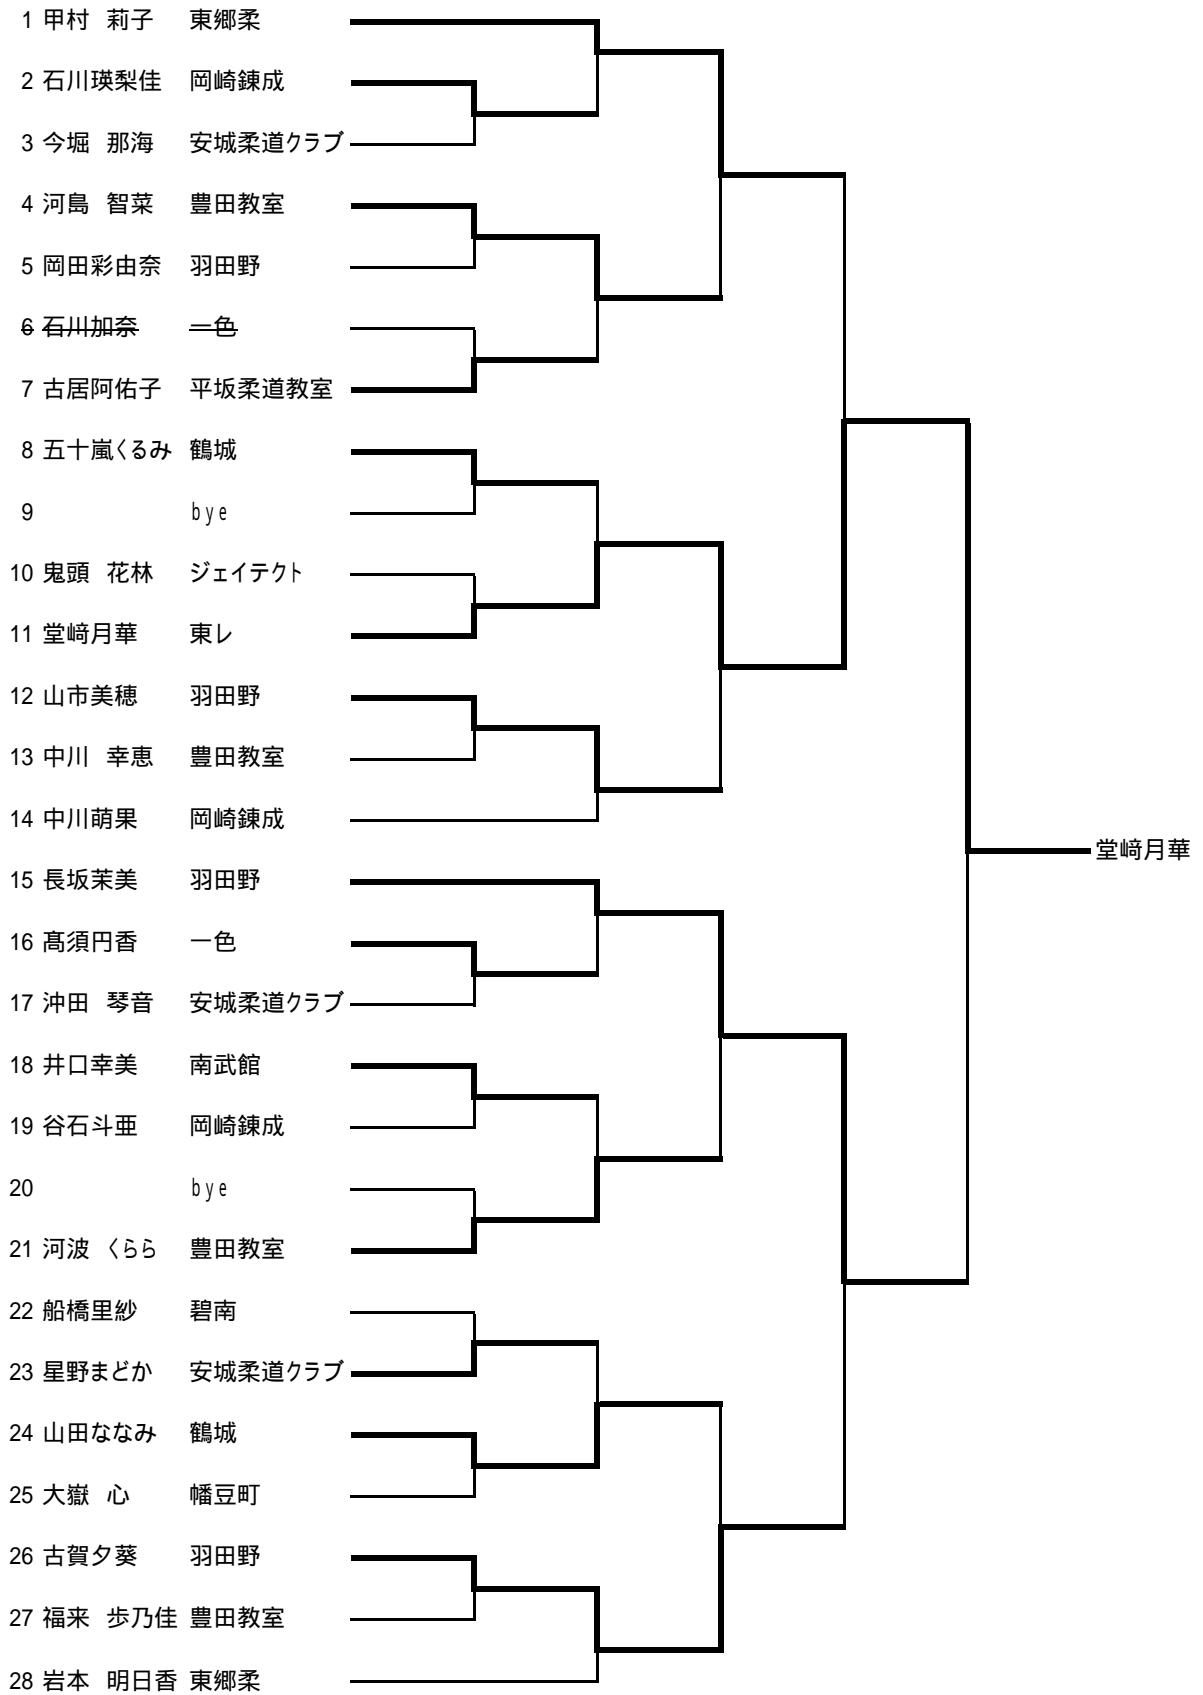 1 甲村 莉子 東郷柔
2 石川瑛梨佳 岡崎錬成
3 今堀 那海 安城柔道クラブ
4 河島 智菜 豊田教室
5 岡田彩由奈 羽田野
6 石川加奈 一色
7 古居阿佑子 平坂柔道教室
8 五十嵐くるみ 鶴城
9 bye
10 鬼頭 花林 ジェイテクト
11 堂﨑月華 東レ
12 山市美穂 羽田野
13 中川 幸恵 豊田教室
14 中川萌果 岡崎錬成
堂﨑月華
15 長坂茉美 羽田野
16 髙須円香 一色
17 沖田 琴音 安城柔道クラブ
18 井口幸美 南武館
19 谷石斗亜 岡崎錬成
20 bye
21 河波 くらら 豊田教室
22 船橋里紗 碧南
23 星野まどか 安城柔道クラブ
24 山田ななみ 鶴城
25 大嶽 心 幡豆町
26 古賀夕葵 羽田野
27 福来 歩乃佳 豊田教室
28 岩本 明日香 東郷柔